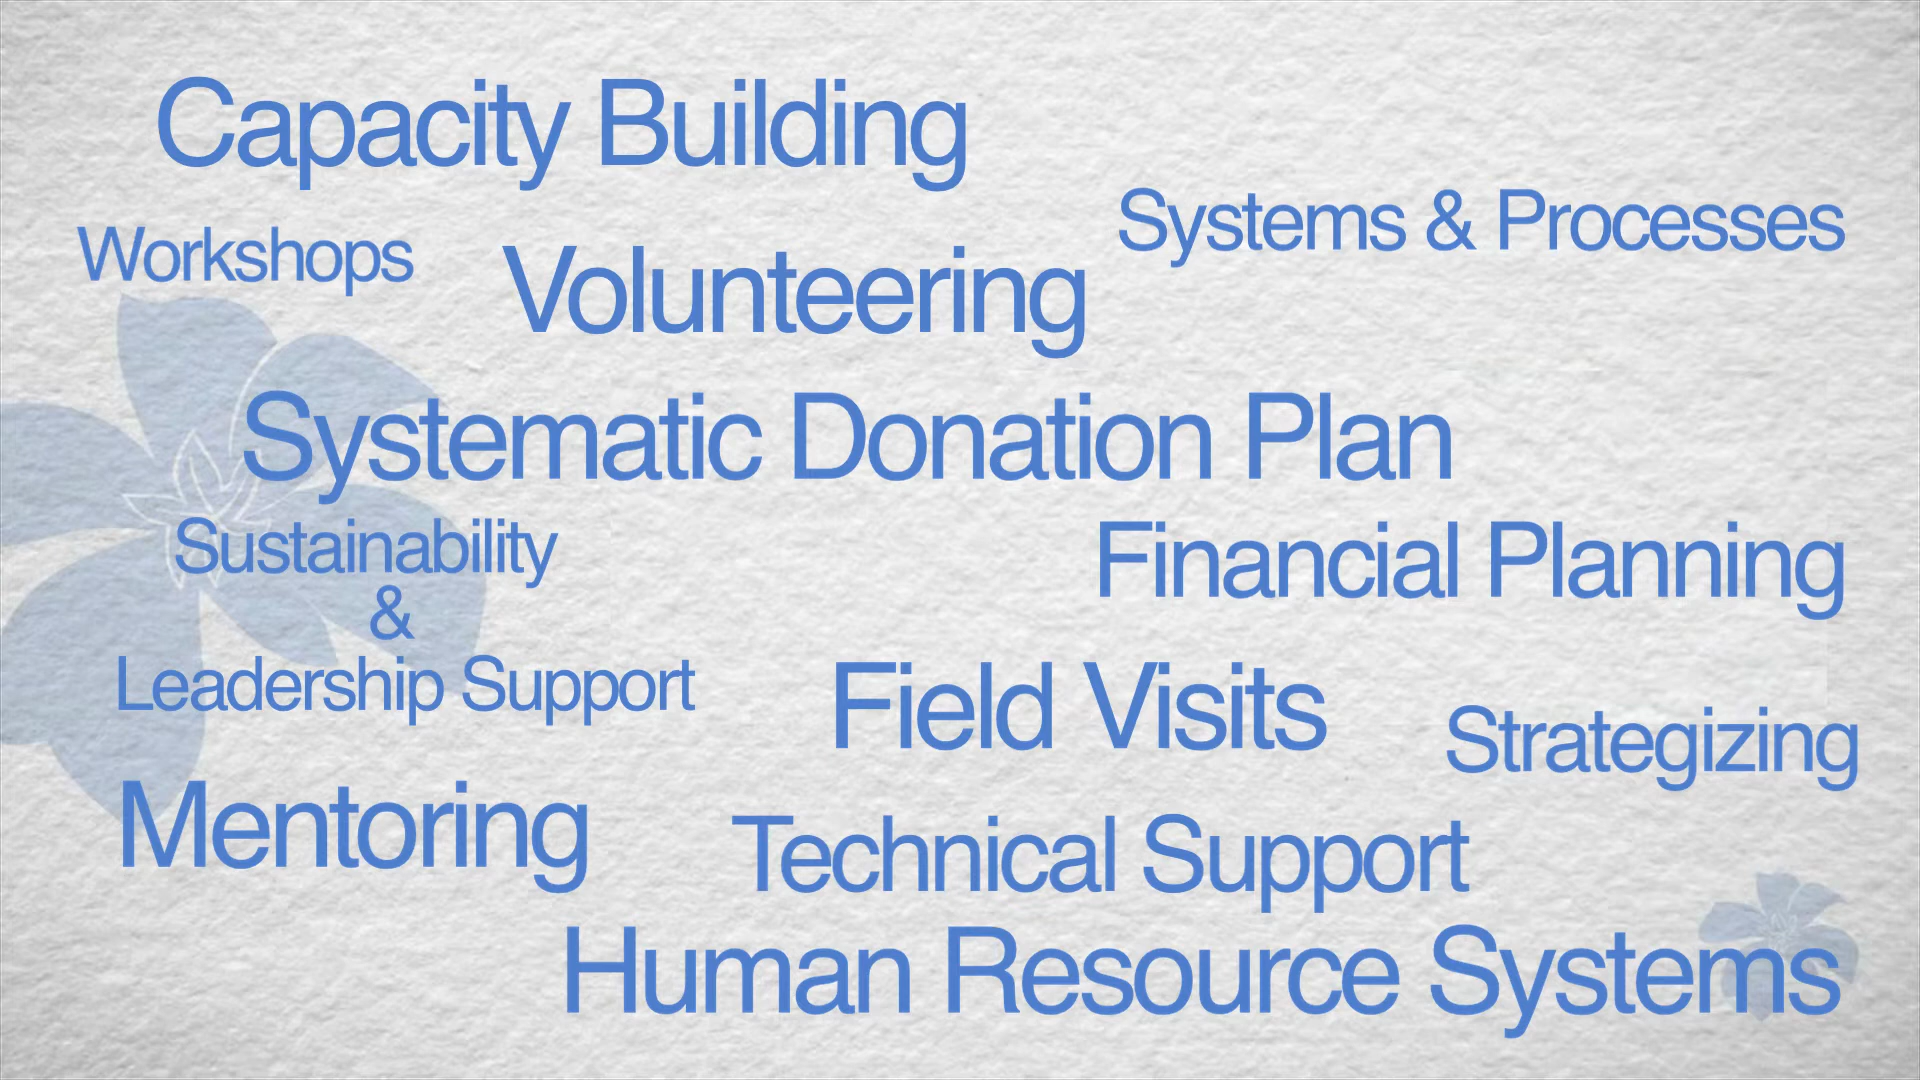 Capacity Building
Systems & Processes
Workshops
Volunteering
Systematic Donation Plan
Sustainability
&
Leadership Support
Financial Planning
Field Visits
Strategizing
Mentoring
Technical Support
Human Resource Systems